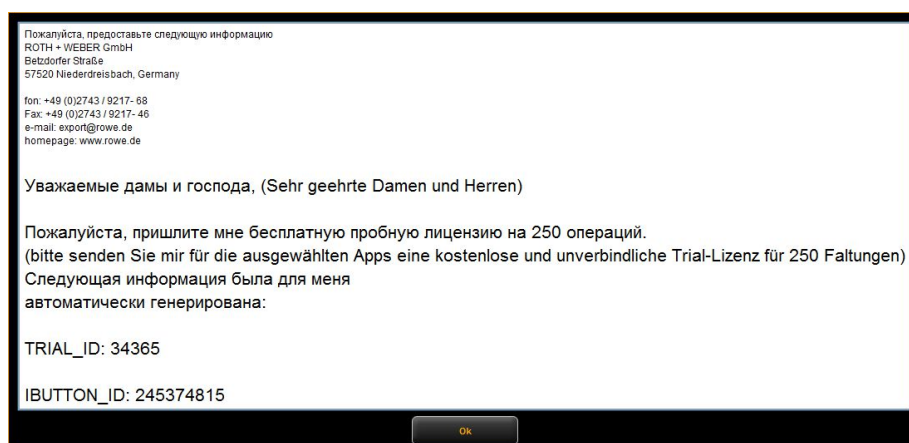 Пожалуйста, предоставьте следующую информацию
ROTH + WEBER GmbH
Betzdorfer Straße
57520 Niederdreisbach, Germany
fon: +49 (0)2743 / 9217- 68
Fax: +49 (0)2743 / 9217- 46
e-mail: export@rowe.de
homepage: www.rowe.de
Уважаемые дамы и господа, (Sehr geehrte Damen und Herren)
Пожалуйста, пришлите мне бесплатную пробную лицензию на 250 операций.
(bitte senden Sie mir für die ausgewählten Apps eine kostenlose und unverbindliche Trial-Lizenz für 250 Faltungen)
Следующая информация была для меня
автоматически генерирована:
TRIAL_ID: 34365
IBUTTON_ID: 245374815
Ok